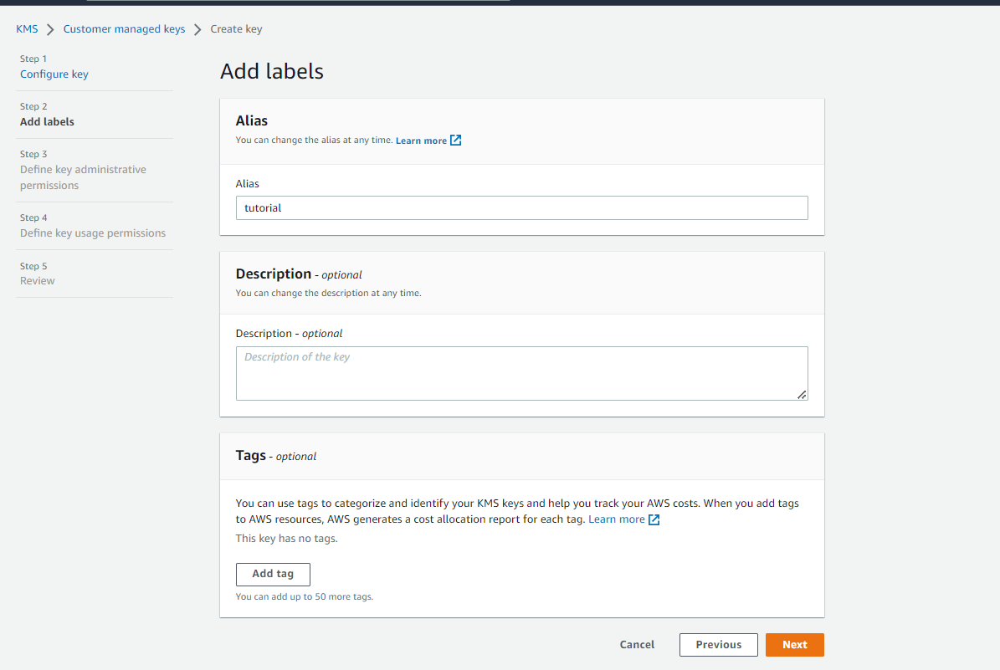 KMS > Customer managed keys > Create key
Step 1
Configure key
Step 2
Add labels
Step 3
Define key administrative
permissions
Step 4
Define key usage permissions
Step 5
Review
Add labels
Alias
You can change the alias at any time. Learn more
Alias
tutorial
Description - optional
You can change the description at any time.
Description - optional
Description of the key
Tags - optional
You can use tags to categorize and identify your KMS keys and help you track your AWS costs. When you add tags
to AWS resources, AWS generates a cost allocation report for each tag. Learn more
This key has no tags.
Add tag
You can add up to 50 more tags.
Cancel Previous Next